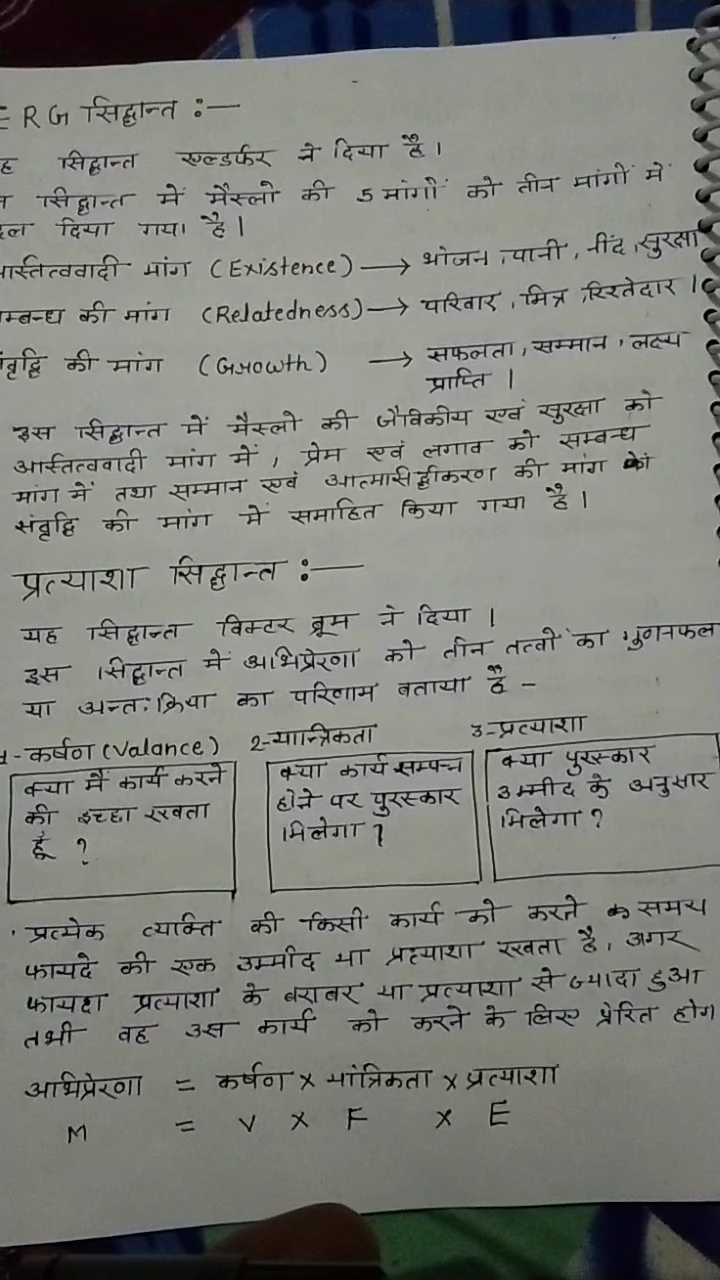 E R G सिद्धान्त :—
ह सिद्धान्त एल्डर्फर ने दिया है।
सिद्धान्त में मैस्लो की 5 मांगों को तीन मांगों में
दल दिया गया है।
आस्तित्ववादी मांग (Existence) → भोजन, पानी, नींद, सुरक्षा
म्बन्ध की मांग (Relatedness) → परिवार, मित्र, रिश्तेदार।
वृद्धि की मांग (Growth) → सफलता, सम्मान, लक्ष्य
प्राप्ति।
इस सिद्धान्त में मैस्लो की जैविकीय एवं सुरक्षा को
आस्तित्ववादी मांग में, प्रेम एवं लगाव को सम्बन्ध
मांग में तथा सम्मान एवं आत्मासिद्धीकरण की मांग को
संवृद्धि की मांग में समाहित किया गया है।
प्रत्याशा सिद्धान्त :—
यह सिद्धान्त विक्टर व्रूम ने दिया।
इस सिद्धान्त में अभिप्रेरणा को तीन तत्वों का गुणनफल
या अन्तःक्रिया का परिणाम बताया है –
1- कर्षण (Valance) 2-यान्त्रिकता 3-प्रत्याशा
क्या मैं कार्य करने
की इच्छा रखता
हूँ ?
क्या कार्य सम्पन्न
होने पर पुरस्कार
मिलेगा ?
क्या पुरस्कार
उम्मीद के अनुसार
मिलेगा ?
प्रत्येक व्यक्ति की किसी कार्य को करते समय
फायदे की एक उम्मीद या प्रत्याशा रखता है, अगर
फायदा प्रत्याशा के बराबर या प्रत्याशा से ज्यादा हुआ
तभी वह उस कार्य को करने के लिए प्रेरित होग
अभिप्रेरणा = कर्षण x यांत्रिकता x प्रत्याशा
M = V x F x E